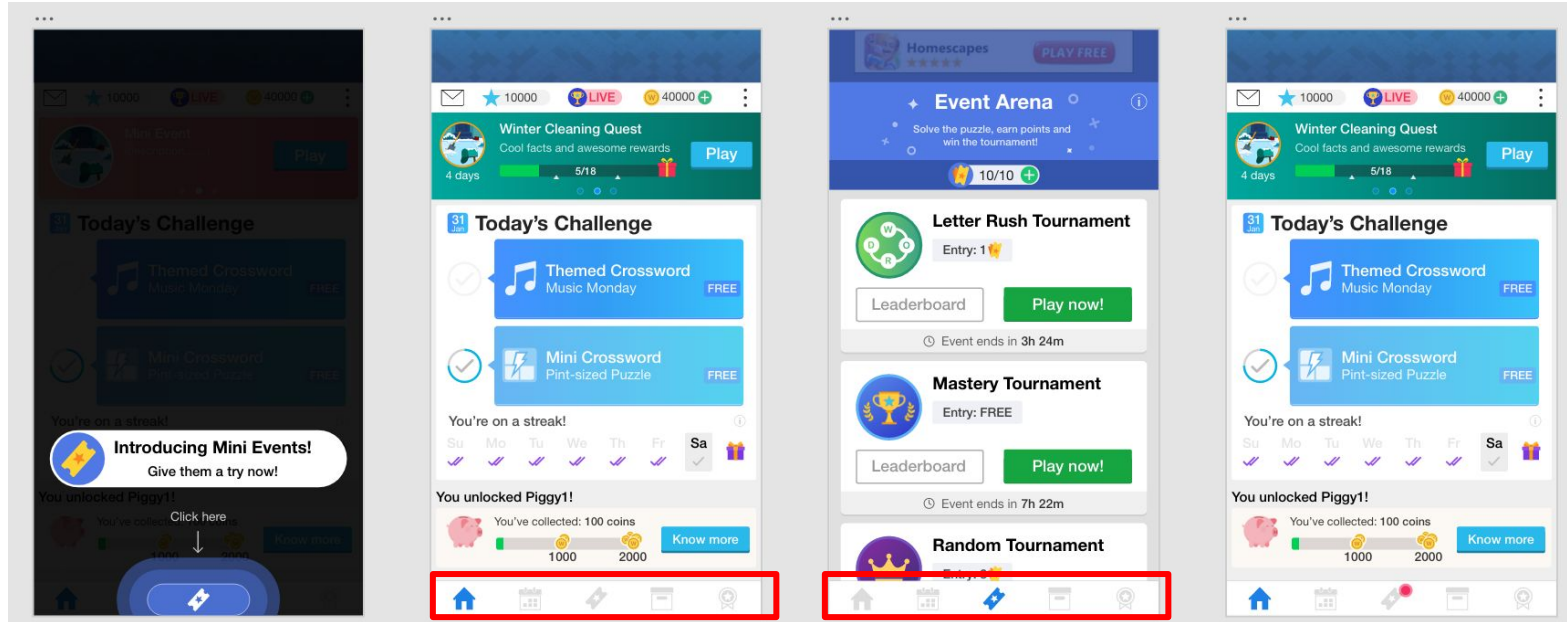 10000
LIVE
40000
Mini Event
Play
31
Jan
Today's Challenge
Themed Crossword
Music Monday
FREE
Mini Crossword
Pint-sized Puzzle
FREE
You're on a streak!
Introducing Mini Events!
Give them a try now!
You unlocked Piggy1!
You've collected: 100 coins
Click here
Know more
1000
2000
10000
LIVE
W
40000
Winter Cleaning Quest
Cool facts and awesome rewards
Play
4 days
5/18
31
Jan
Today's Challenge
Themed Crossword
Music Monday
FREE
Mini Crossword
Pint-sized Puzzle
FREE
You're on a streak!
Su Mo Tu We Th Fr Sa
You unlocked Piggy1!
You've collected: 100 coins
Know more
1000
2000
Homescapes
PLAY FREE
Event Arena
Solve the puzzle, earn points and
win the tournament!
10/10
W
D O
R
Letter Rush Tournament
Entry: 1
Leaderboard
Play now!
Event ends in 3h 24m
Mastery Tournament
Entry: FREE
Leaderboard
Play now!
Event ends in 7h 22m
Random Tournament
10000
LIVE
W
40000
Winter Cleaning Quest
Cool facts and awesome rewards
Play
4 days
5/18
31
Jan
Today's Challenge
Themed Crossword
Music Monday
FREE
Mini Crossword
Pint-sized Puzzle
FREE
You're on a streak!
Su Mo Tu We Th Fr Sa
You unlocked Piggy1!
You've collected: 100 coins
Know more
1000
2000